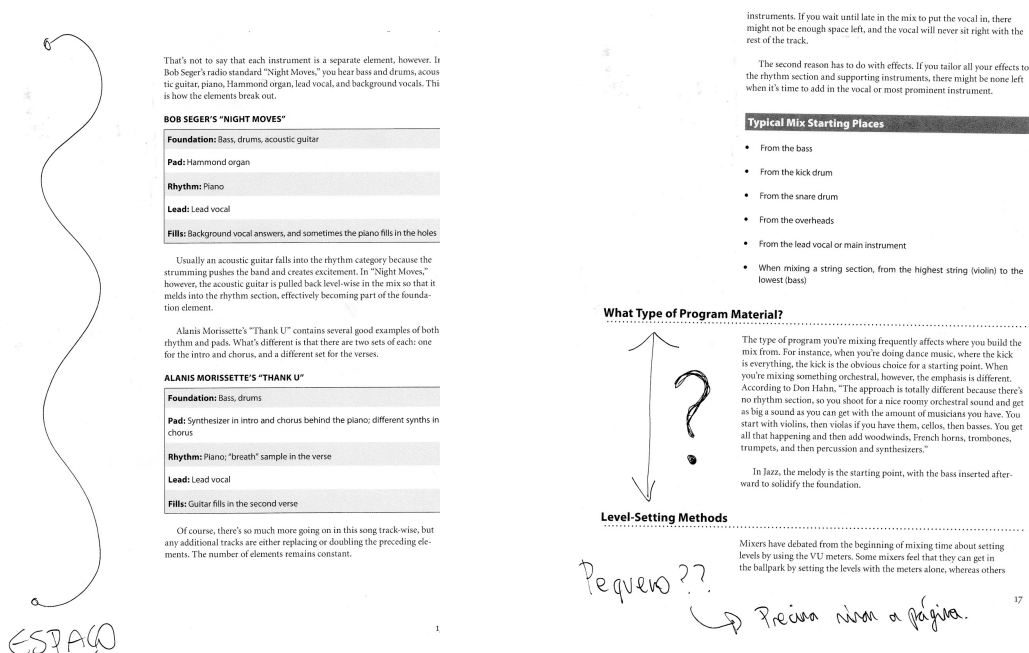 That's not to say that each instrument is a separate element, however. In
Bob Seger's radio standard “Night Moves,” you hear bass and drums, acous
tic guitar, piano, Hammond organ, lead vocal, and background vocals. Thi
is how the elements break out.
BOB SEGER'S “NIGHT MOVES”
Foundation: Bass, drums, acoustic guitar
Pad: Hammond organ
Rhythm: Piano
Lead: Lead vocal
Fills: Background vocal answers, and sometimes the piano fills in the holes
Usually an acoustic guitar falls into the rhythm category because the
strumming pushes the band and creates excitement. In “Night Moves,”
however, the acoustic guitar is pulled back level-wise in the mix so that it
melds into the rhythm section, effectively becoming part of the founda-
tion element.
Alanis Morissette's “Thank U” contains several good examples of both
rhythm and pads. What's different is that there are two sets of each: one
for the intro and chorus, and a different set for the verses.
ALANIS MORISSETTE'S “THANK U”
Foundation: Bass, drums
Pad: Synthesizer in intro and chorus behind the piano; different synths in
chorus
Rhythm: Piano; “breath” sample in the verse
Lead: Lead vocal
Fills: Guitar fills in the second verse
Of course, there's so much more going on in this song track-wise, but
any additional tracks are either replacing or doubling the preceding ele-
ments. The number of elements remains constant.
1
ESPAÇO
instruments. If you wait until late in the mix to put the vocal in, there
might not be enough space left, and the vocal will never sit right with the
rest of the track.
The second reason has to do with effects. If you tailor all your effects to
the rhythm section and supporting instruments, there might be none left
when it's time to add in the vocal or most prominent instrument.
Typical Mix Starting Places
• From the bass
• From the kick drum
• From the snare drum
• From the overheads
• From the lead vocal or main instrument
• When mixing a string section, from the highest string (violin) to the
lowest (bass)
What Type of Program Material?
The type of program you're mixing frequently affects where you build the
mix from. For instance, when you're doing dance music, where the kick
is everything, the kick is the obvious choice for a starting point. When
you're mixing something orchestral, however, the emphasis is different.
According to Don Hahn, “The approach is totally different because there's
no rhythm section, so you shoot for a nice roomy orchestral sound and get
as big a sound as you can get with the amount of musicians you have. You
start with violins, then violas if you have them, cellos, then basses. You get
all that happening and then add woodwinds, French horns, trombones,
trumpets, and then percussion and synthesizers.”
?
In Jazz, the melody is the starting point, with the bass inserted after-
ward to solidify the foundation.
Level-Setting Methods
Mixers have debated from the beginning of mixing time about setting
levels by using the VU meters. Some mixers feel that they can get in
the ballpark by setting the levels with the meters alone, whereas others
Pequeno??
Precisa virar a página.
17